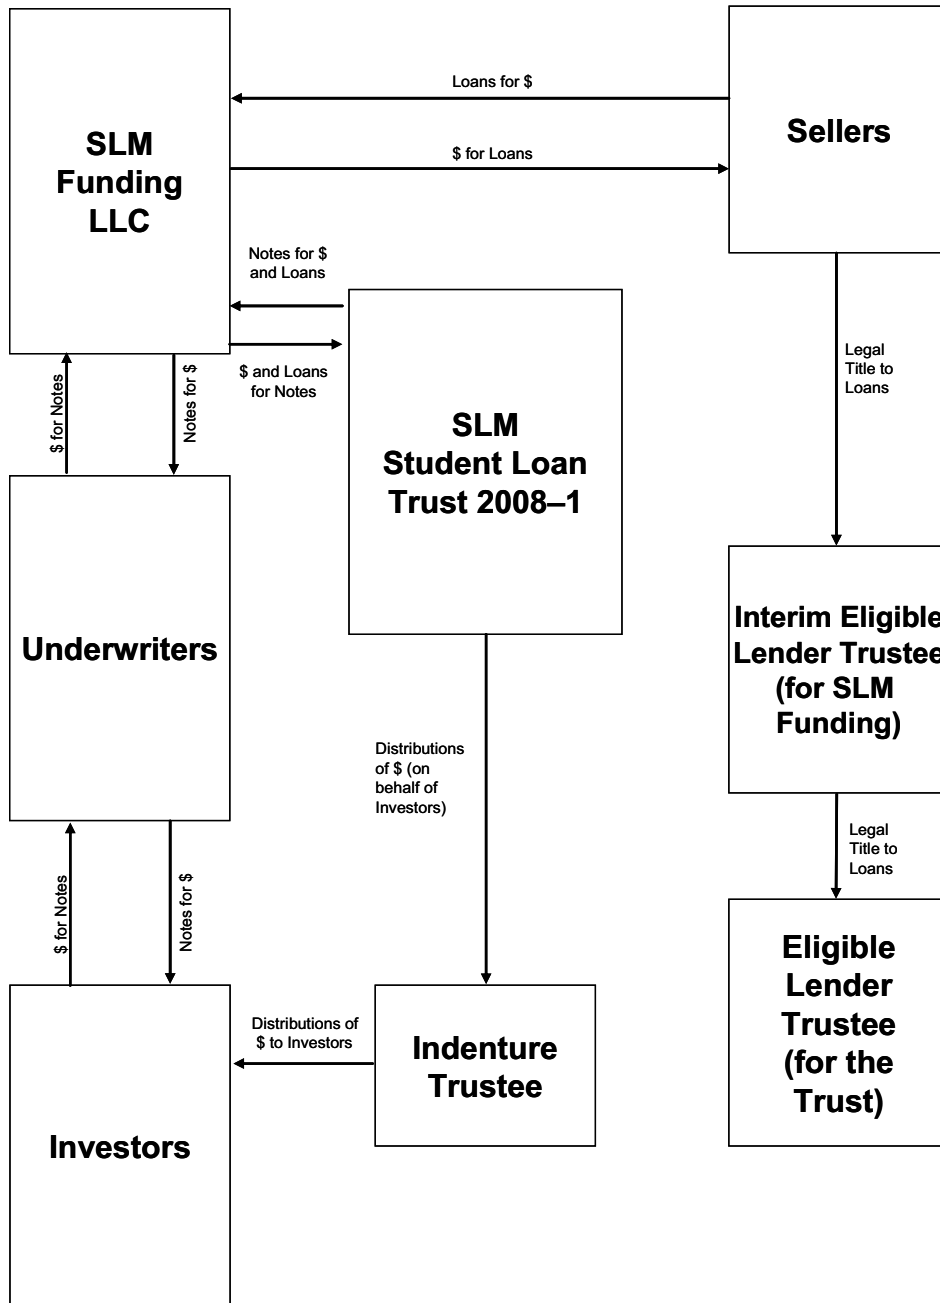 Loans for $
Sellers
SLM
Funding
LLC
$ for Loans
Notes for $
and Loans
$ and Loans
for Notes
Legal
Title to
Loans
$ for Notes
Notes for $
SLM
Student Loan
Trust 2008–1
Underwriters
Interim Eligible
Lender Trustee
(for SLM
Funding)
Distributions
of $ (on
behalf of
Investors)
Legal
Title to
Loans
$ for Notes
Notes for $
Eligible
Lender
Trustee
(for the
Trust)
Distributions of
$ to Investors
Indenture
Trustee
Investors